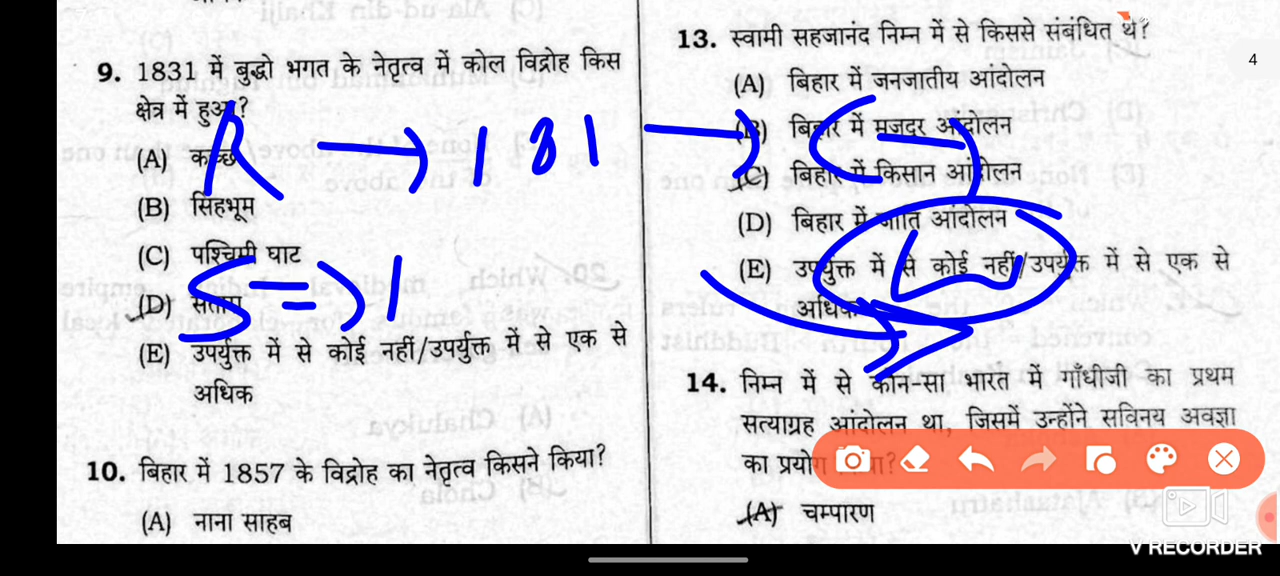 9. 1831 में बुद्धो भगत के नेतृत्व में कोल विद्रोह किस
क्षेत्र में हुआ?
(A) कच्छ
(B) सिंहभूम
(C) पश्चिमी घाट
(D)
(E) उपर्युक्त में से कोई नहीं/उपर्युक्त में से एक से
अधिक
10. बिहार में 1857 के विद्रोह का नेतृत्व किसने किया?
(A) नाना साहब
R → 181 →
S => 1
L
13. स्वामी सहजानंद निम्न में से किससे संबंधित थे?
(A) बिहार में जनजातीय आंदोलन
(B) बिहार में मजदूर आंदोलन
(C) बिहार में किसान आंदोलन
(D) बिहार में जाति आंदोलन
(E) उपर्युक्त में से कोई नहीं/उपर्युक्त में से एक से
अधिक
14. निम्न में से कौन-सा भारत में गाँधीजी का प्रथम
सत्याग्रह आंदोलन था, जिसमें उन्होंने सविनय अवज्ञा
का प्रयोग
(A) चम्पारण
4
V RECORDER